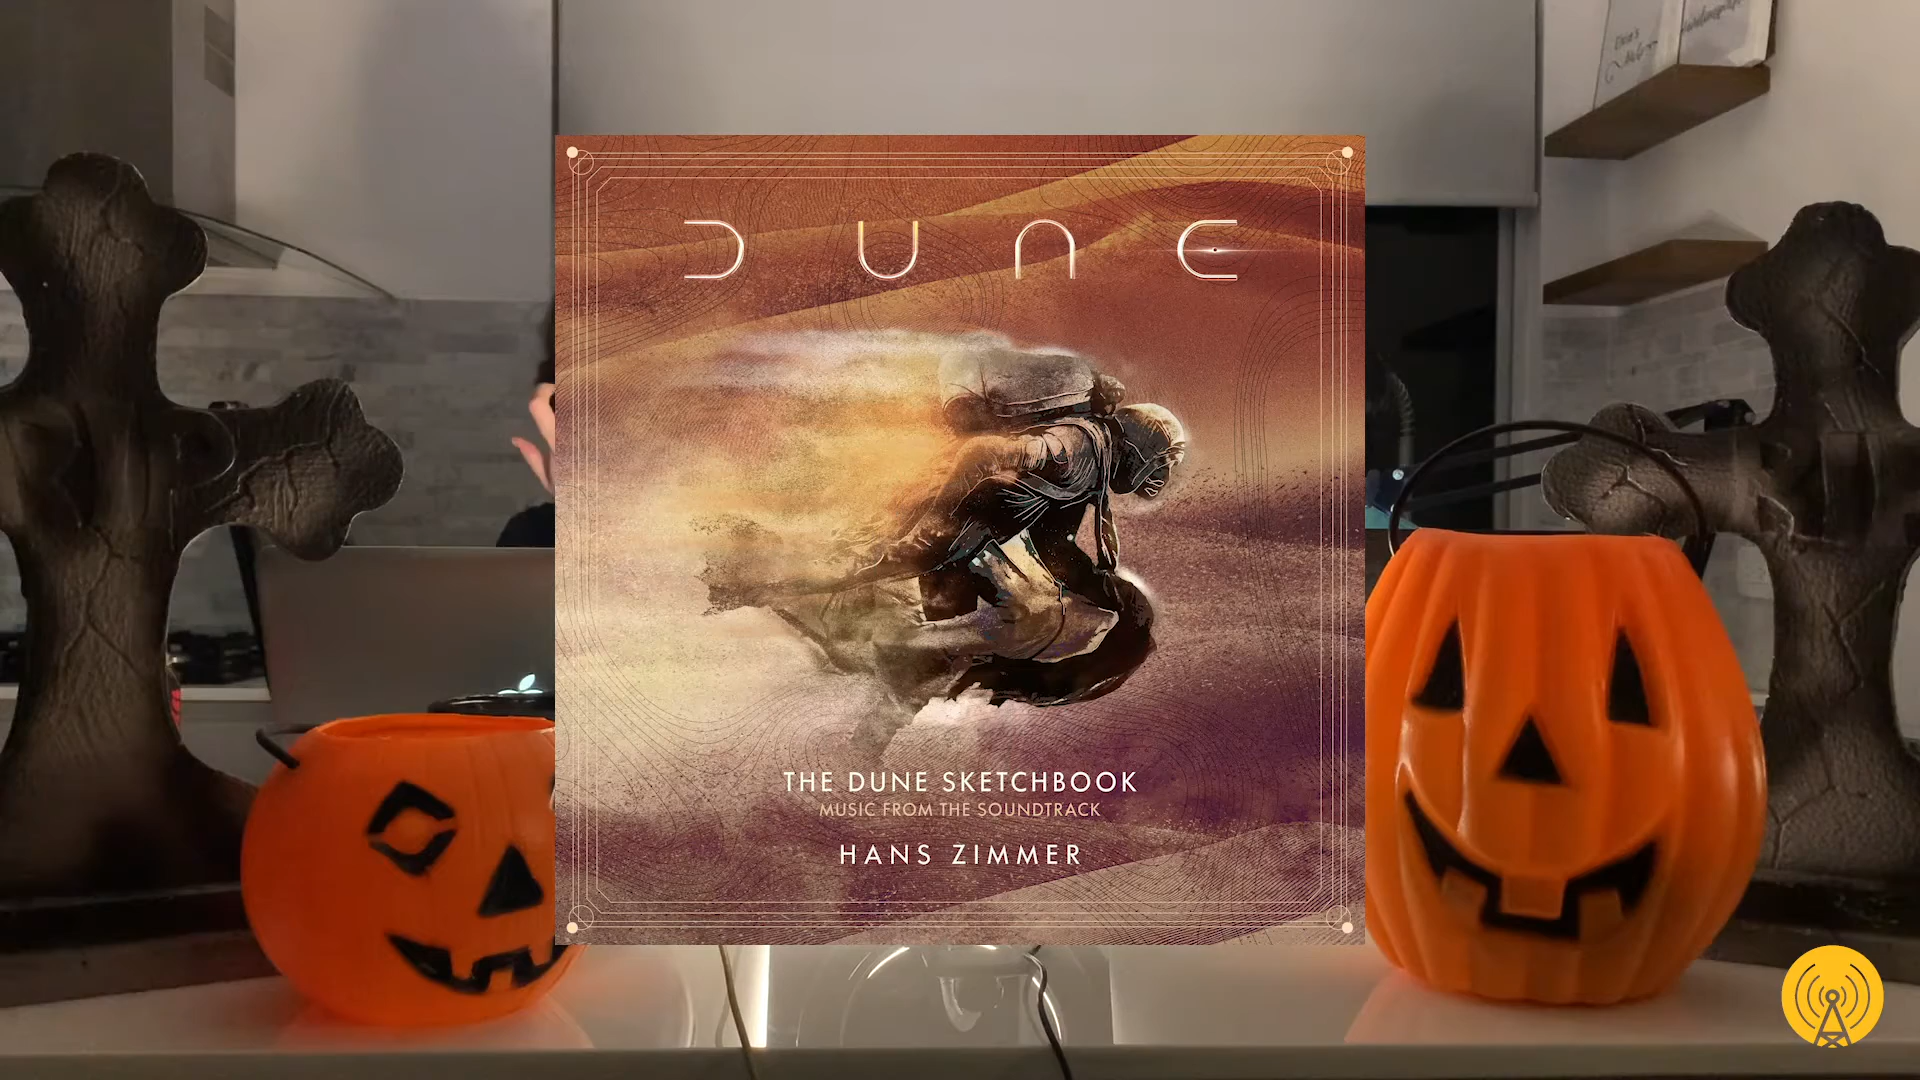 DUNE
THE DUNE SKETCHBOOK
MUSIC FROM THE SOUNDTRACK
HANS ZIMMER